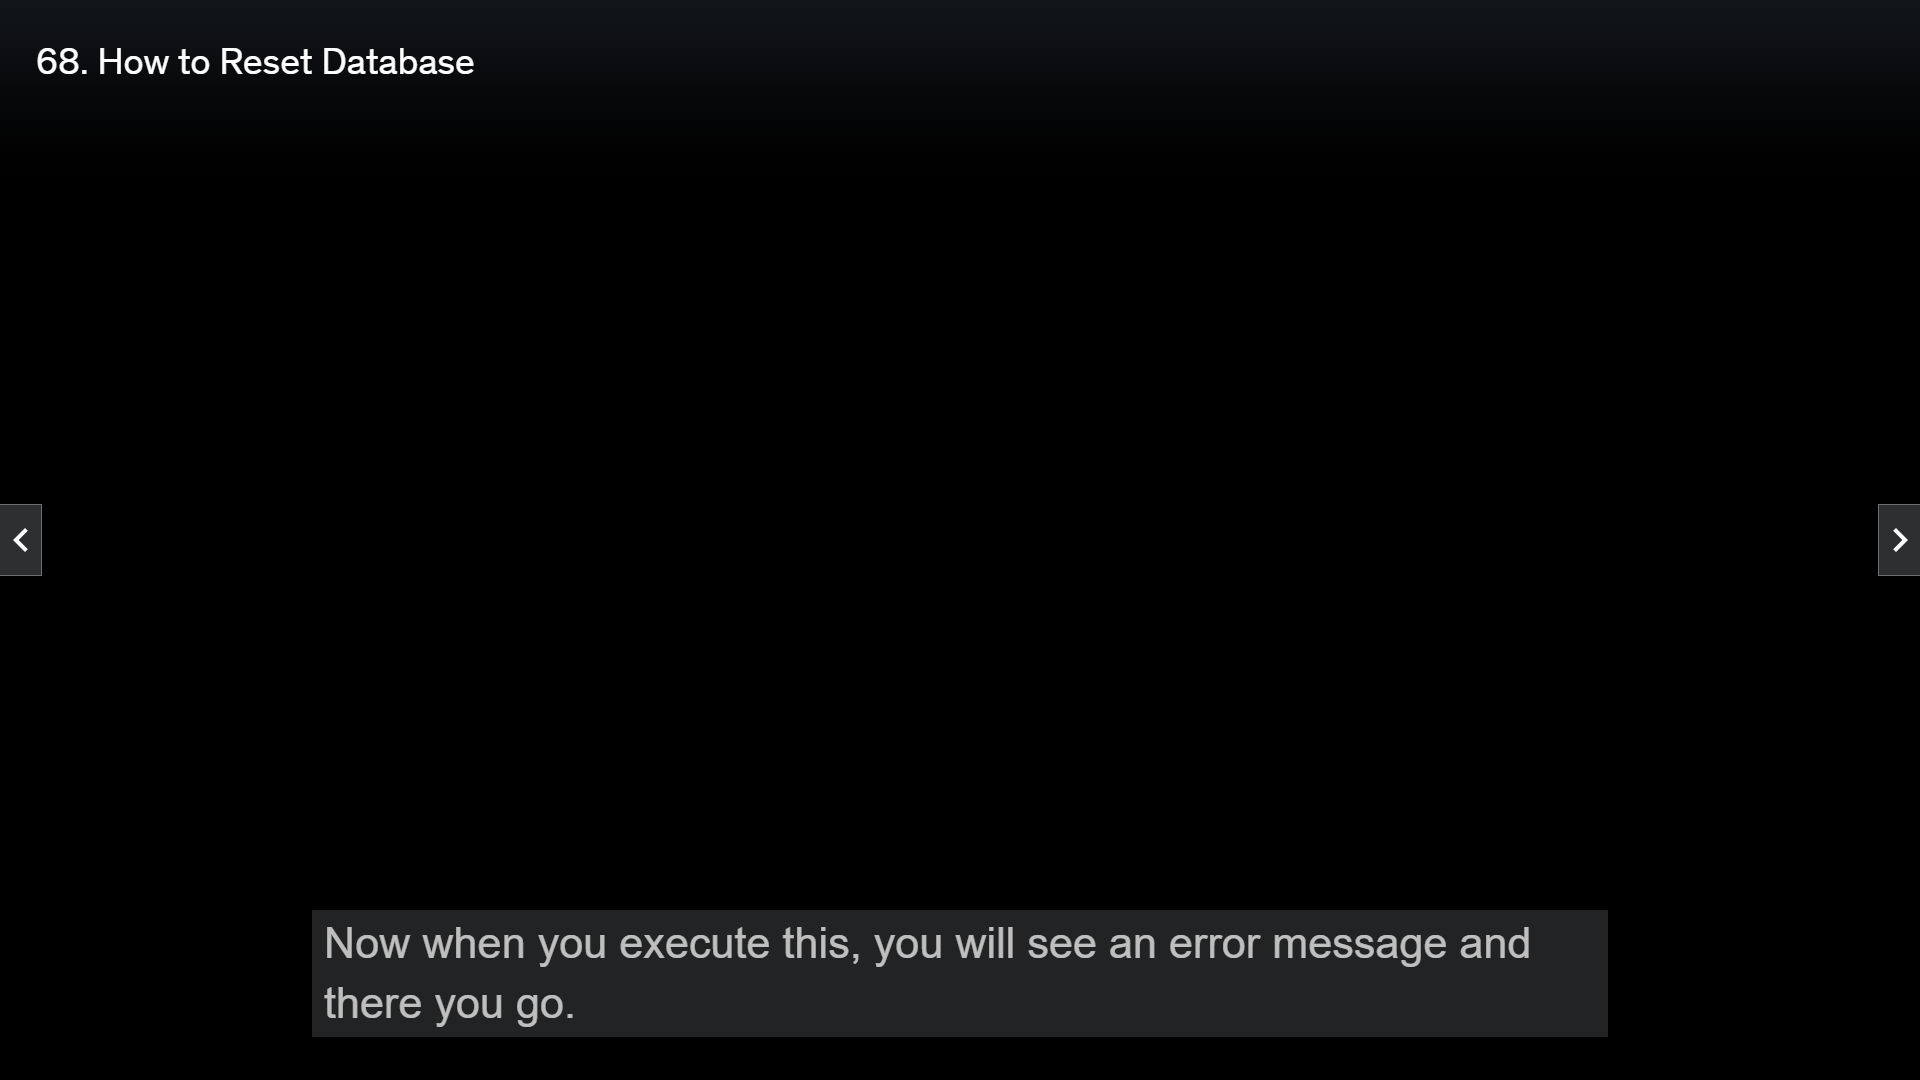 68. How to Reset Database
Now when you execute this, you will see an error message and
there you go.